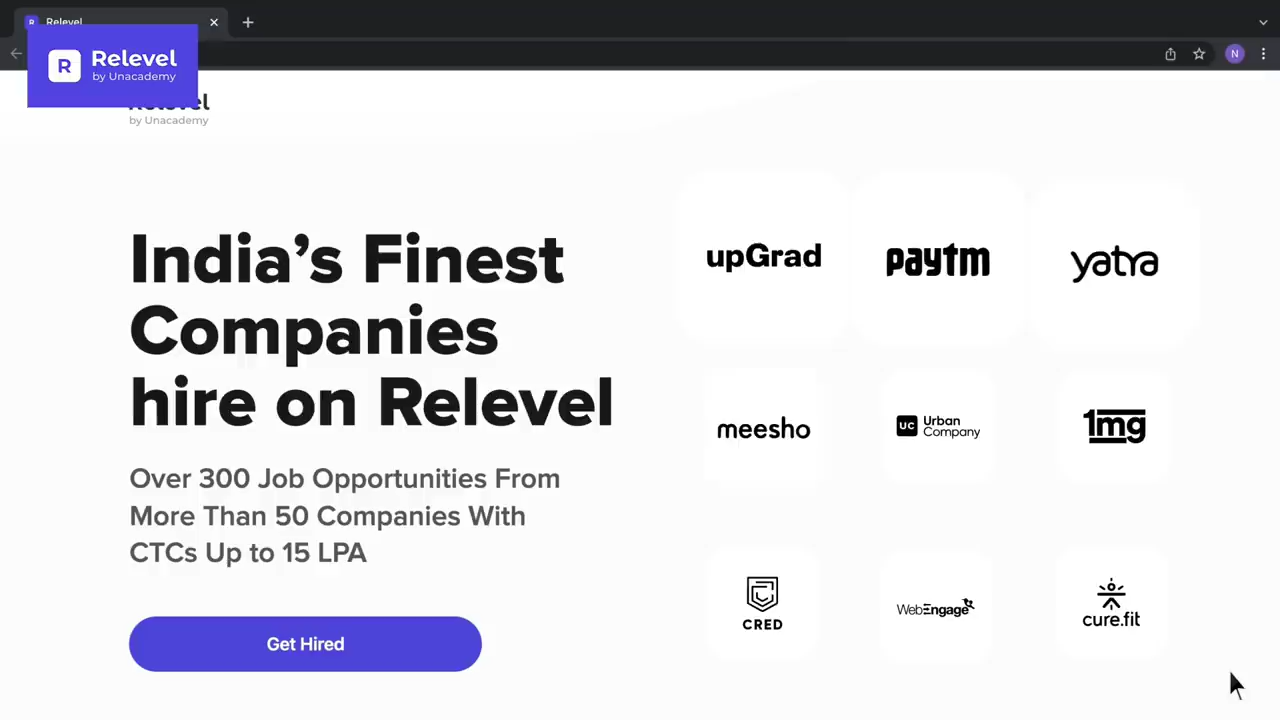 Relevel
R Relevel
by Unacademy
N
Relevel
by Unacademy
India's Finest
Companies
hire on Relevel
Over 300 Job Opportunities From
More Than 50 Companies With
CTCs Up to 15 LPA
Get Hired
upGrad
paytm
yatra
meesho
UC Urban
Company
1mg
CRED
WebEngage
cure.fit